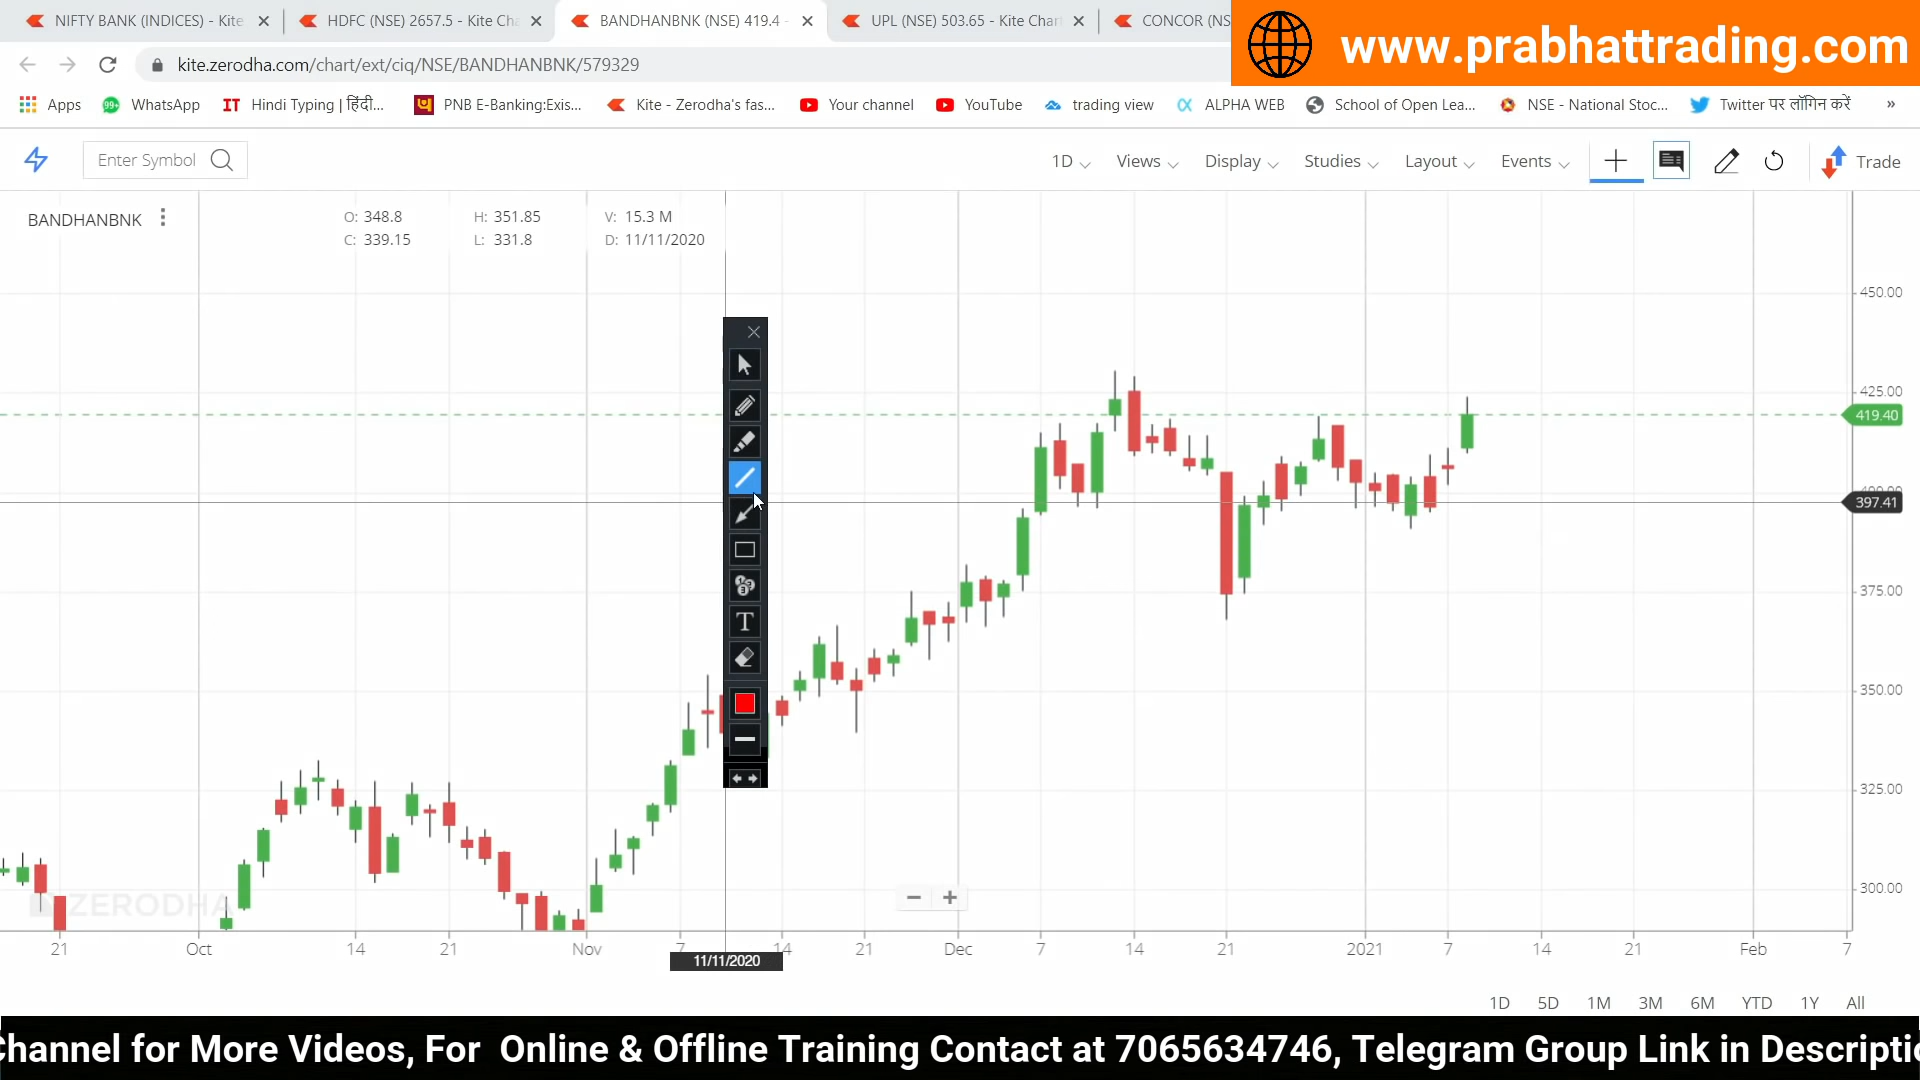 NIFTY BANK (INDICES) - Kite
HDFC (NSE) 2657.5 - Kite Cha
BANDHANBNK (NSE) 419.4 -
UPL (NSE) 503.65 - Kite Char
CONCOR (NS
www.prabhattrading.com
kite.zerodha.com/chart/ext/ciq/NSE/BANDHANBNK/579329
Apps
99+
WhatsApp
IT
Hindi Typing | हिंदी...
PNB E-Banking:Exis...
Kite - Zerodha's fas...
Your channel
YouTube
trading view
ALPHA WEB
School of Open Lea...
NSE - National Stoc...
Twitter पर लॉगिन करें
»
Enter Symbol
1D
Views
Display
Studies
Layout
Events
Trade
BANDHANBNK
O: 348.8
H: 351.85
V: 15.3 M
C: 339.15
L: 331.8
D: 11/11/2020
450.00
425.00
419.40
400.00
397.41
375.00
350.00
325.00
300.00
T
ZERODHA
21
Oct
14
21
Nov
7
14
21
Dec
7
14
21
2021
7
14
21
Feb
7
11/11/2020
1D
5D
1M
3M
6M
YTD
1Y
All
Channel for More Videos, For Online & Offline Training Contact at 7065634746, Telegram Group Link in Descriptio